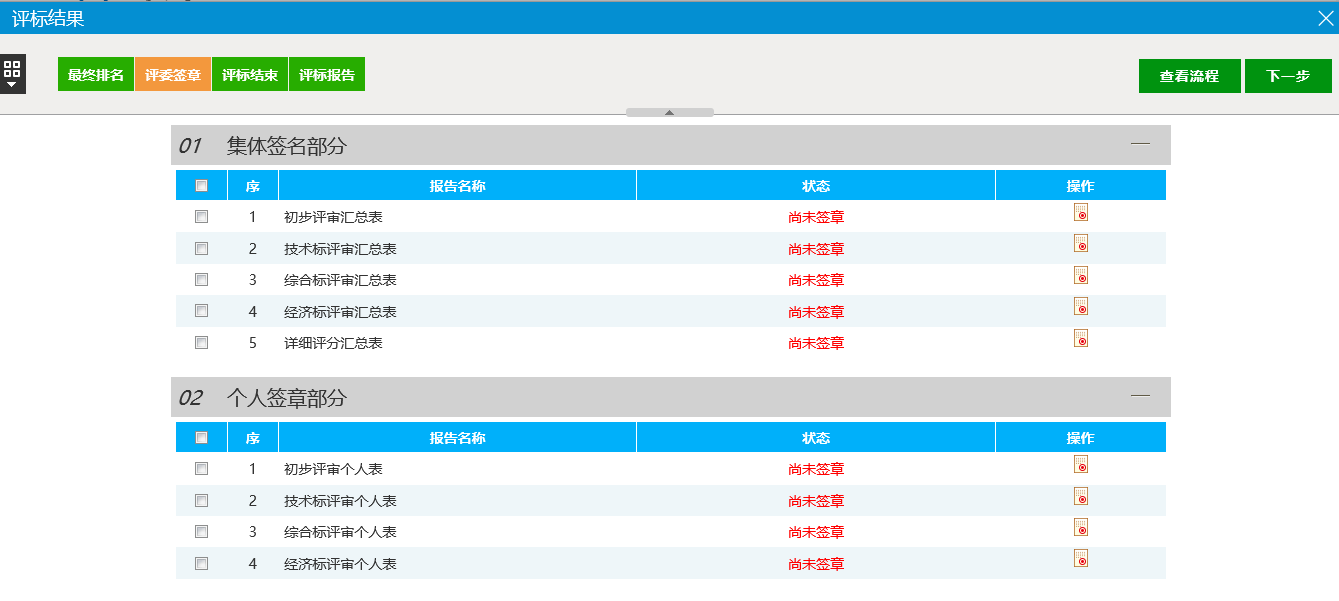 评标结果
最终排名 评委签章 评标结束 评标报告 查看流程 下一步
01 集体签名部分
序 报告名称 状态 操作
1 初步评审汇总表 尚未签章
2 技术标评审汇总表 尚未签章
3 综合标评审汇总表 尚未签章
4 经济标评审汇总表 尚未签章
5 详细评分汇总表 尚未签章
02 个人签章部分
序 报告名称 状态 操作
1 初步评审个人表 尚未签章
2 技术标评审个人表 尚未签章
3 综合标评审个人表 尚未签章
4 经济标评审个人表 尚未签章